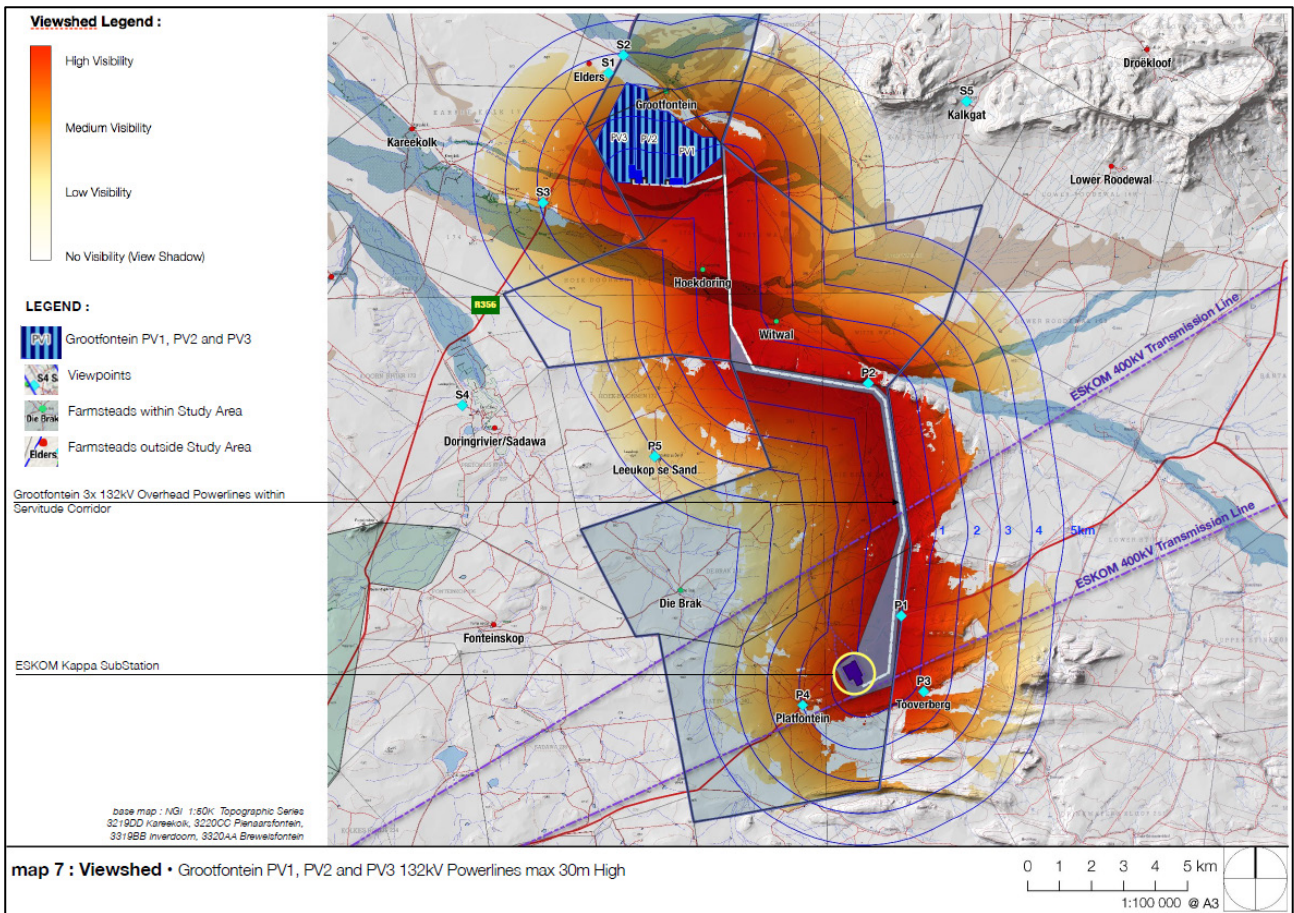 Viewshed Legend :
High Visibility
Medium Visibility
Low Visibility
No Visibility (View Shadow)
LEGEND :
PV1
Grootfontein PV1, PV2 and PV3
S4 S
Viewpoints
Die Brak
Farmsteads within Study Area
Elders
Farmsteads outside Study Area
Grootfontein 3x 132kV Overhead Powerlines within
Servitude Corridor
ESKOM Kappa SubStation
base map : NGI 1:50K Topographic Series
3219DD Kareekolk, 3220CC Pienaarsfontein,
3319BB Inverdoorn, 3320AA Brewelsfontein
S2
S1
Elders
Grootfontein
PV3
PV2
PV1
Kareekolk
S3
S5
Kalkgat
Droëkloof
Lower Roodewal
Hoekdoring
R356
Witwal
P2
S4
Doringrivier/Sadawa
P5
Leeukop se Sand
ESKOM 400kV Transmission Line
1 2 3 4 5km
ESKOM 400kV Transmission Line
Die Brak
Fonteinskop
P1
P3
Tooverberg
P4
Platfontein
map 7 : Viewshed • Grootfontein PV1, PV2 and PV3 132kV Powerlines max 30m High
0 1 2 3 4 5 km
1:100 000 @ A3